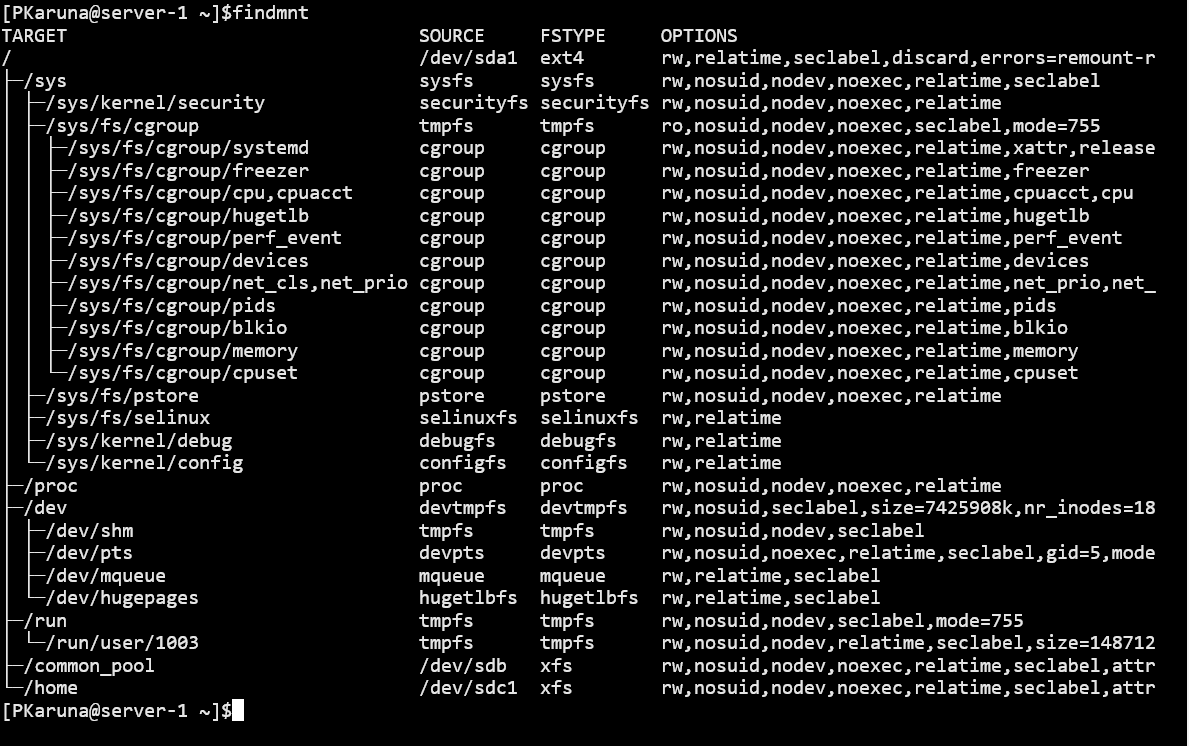 [PKaruna@server-1 ~]$findmnt
TARGET                                SOURCE     FSTYPE     OPTIONS
/                                     /dev/sda1  ext4       rw,relatime,seclabel,discard,errors=remount-r
├─/sys                                sysfs      sysfs      rw,nosuid,nodev,noexec,relatime,seclabel
│ ├─/sys/kernel/security              securityfs securityfs rw,nosuid,nodev,noexec,relatime
│ ├─/sys/fs/cgroup                    tmpfs      tmpfs      ro,nosuid,nodev,noexec,seclabel,mode=755
│ │ ├─/sys/fs/cgroup/systemd          cgroup     cgroup     rw,nosuid,nodev,noexec,relatime,xattr,release
│ │ ├─/sys/fs/cgroup/freezer          cgroup     cgroup     rw,nosuid,nodev,noexec,relatime,freezer
│ │ ├─/sys/fs/cgroup/cpu,cpuacct      cgroup     cgroup     rw,nosuid,nodev,noexec,relatime,cpuacct,cpu
│ │ ├─/sys/fs/cgroup/hugetlb          cgroup     cgroup     rw,nosuid,nodev,noexec,relatime,hugetlb
│ │ ├─/sys/fs/cgroup/perf_event       cgroup     cgroup     rw,nosuid,nodev,noexec,relatime,perf_event
│ │ ├─/sys/fs/cgroup/devices          cgroup     cgroup     rw,nosuid,nodev,noexec,relatime,devices
│ │ ├─/sys/fs/cgroup/net_cls,net_prio cgroup     cgroup     rw,nosuid,nodev,noexec,relatime,net_prio,net_
│ │ ├─/sys/fs/cgroup/pids             cgroup     cgroup     rw,nosuid,nodev,noexec,relatime,pids
│ │ ├─/sys/fs/cgroup/blkio            cgroup     cgroup     rw,nosuid,nodev,noexec,relatime,blkio
│ │ ├─/sys/fs/cgroup/memory           cgroup     cgroup     rw,nosuid,nodev,noexec,relatime,memory
│ │ └─/sys/fs/cgroup/cpuset           cgroup     cgroup     rw,nosuid,nodev,noexec,relatime,cpuset
│ ├─/sys/fs/pstore                    pstore     pstore     rw,nosuid,nodev,noexec,relatime
│ ├─/sys/fs/selinux                   selinuxfs  selinuxfs  rw,relatime
│ ├─/sys/kernel/debug                 debugfs    debugfs    rw,relatime
│ └─/sys/kernel/config                configfs   configfs   rw,relatime
├─/proc                               proc       proc       rw,nosuid,nodev,noexec,relatime
├─/dev                                devtmpfs   devtmpfs   rw,nosuid,seclabel,size=7425908k,nr_inodes=18
│ ├─/dev/shm                          tmpfs      tmpfs      rw,nosuid,nodev,seclabel
│ ├─/dev/pts                          devpts     devpts     rw,nosuid,noexec,relatime,seclabel,gid=5,mode
│ ├─/dev/mqueue                       mqueue     mqueue     rw,relatime,seclabel
│ └─/dev/hugepages                    hugetlbfs  hugetlbfs  rw,relatime,seclabel
├─/run                                tmpfs      tmpfs      rw,nosuid,nodev,seclabel,mode=755
│ └─/run/user/1003                    tmpfs      tmpfs      rw,nosuid,nodev,relatime,seclabel,size=148712
├─/common_pool                        /dev/sdb   xfs        rw,nosuid,nodev,noexec,relatime,seclabel,attr
└─/home                               /dev/sdc1  xfs        rw,nosuid,nodev,noexec,relatime,seclabel,attr
[PKaruna@server-1 ~]$